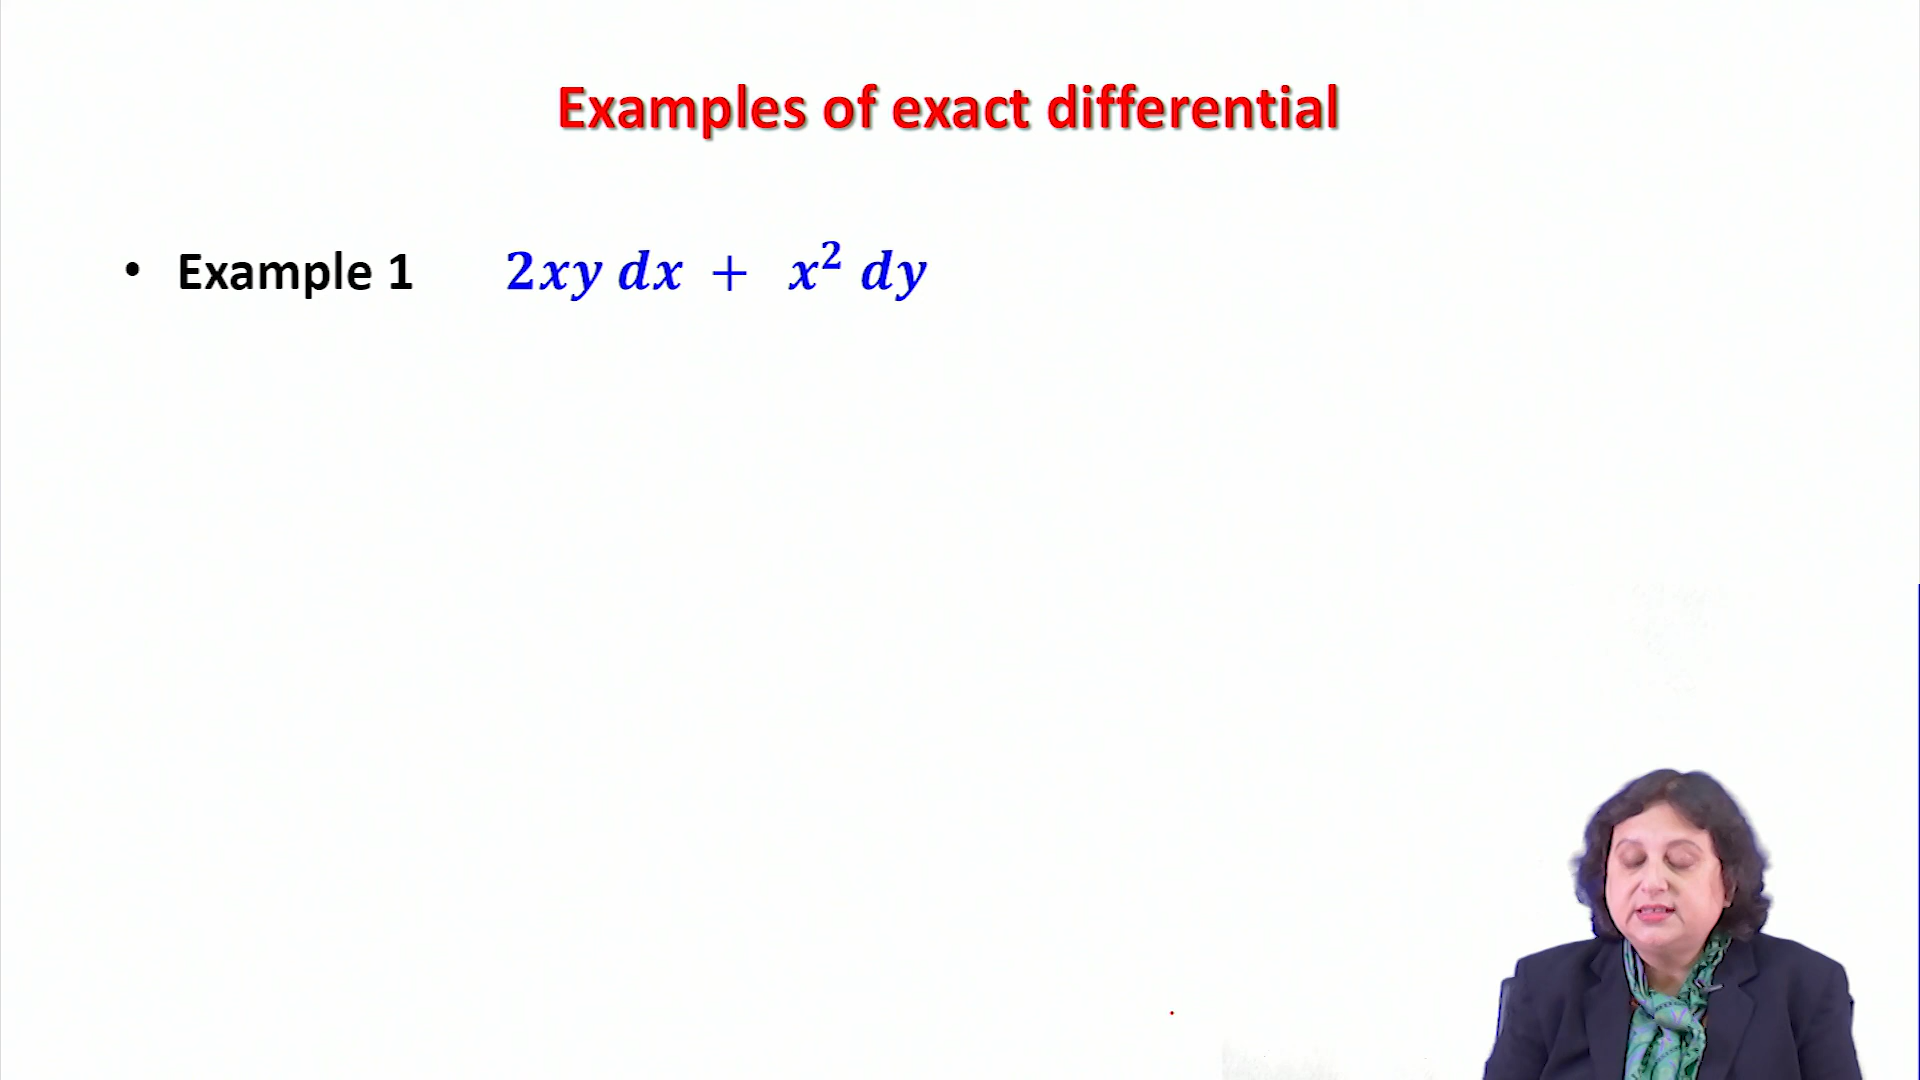 Examples of exact differential
• Example 1 2xy dx + x² dy